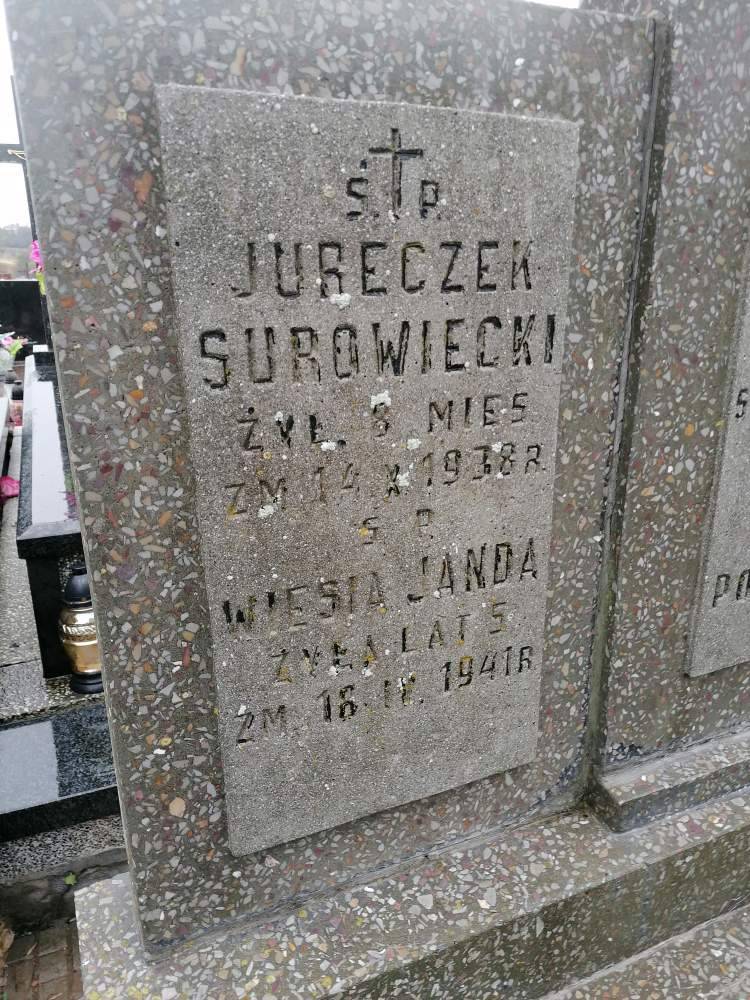 Ś. P.
JURECZEK
SUROWIECKI
ŻYŁ 8 MIES
ZM 14 X 1938 R.
Ś. P.
WIESIA JANDA
ŻYŁA LAT 5
ZM. 18. IV. 1941 R